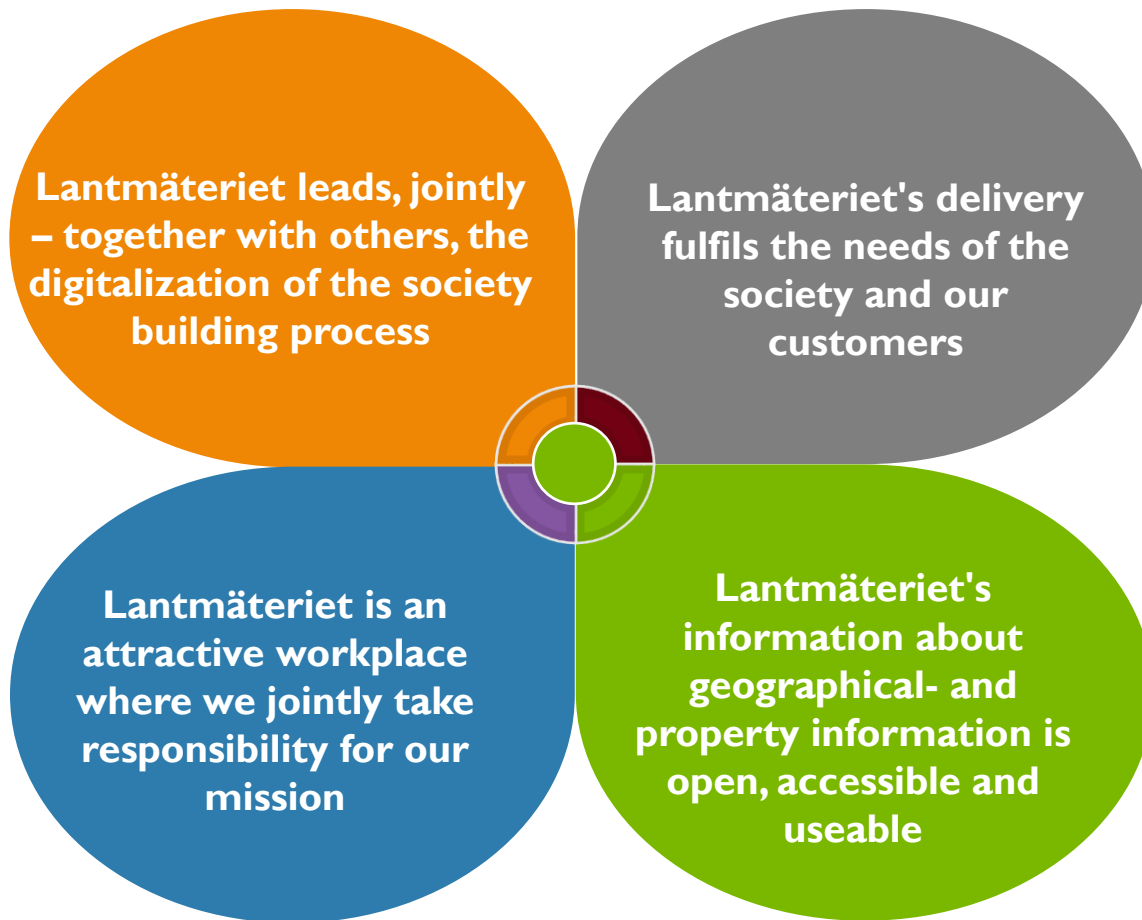 Lantmäteriet leads, jointly
– together with others, the
digitalization of the society
building process
Lantmäteriet's delivery
fulfils the needs of the
society and our
customers
Lantmäteriet is an
attractive workplace
where we jointly take
responsibility for our
mission
Lantmäteriet's
information about
geographical- and
property information is
open, accessible and
useable